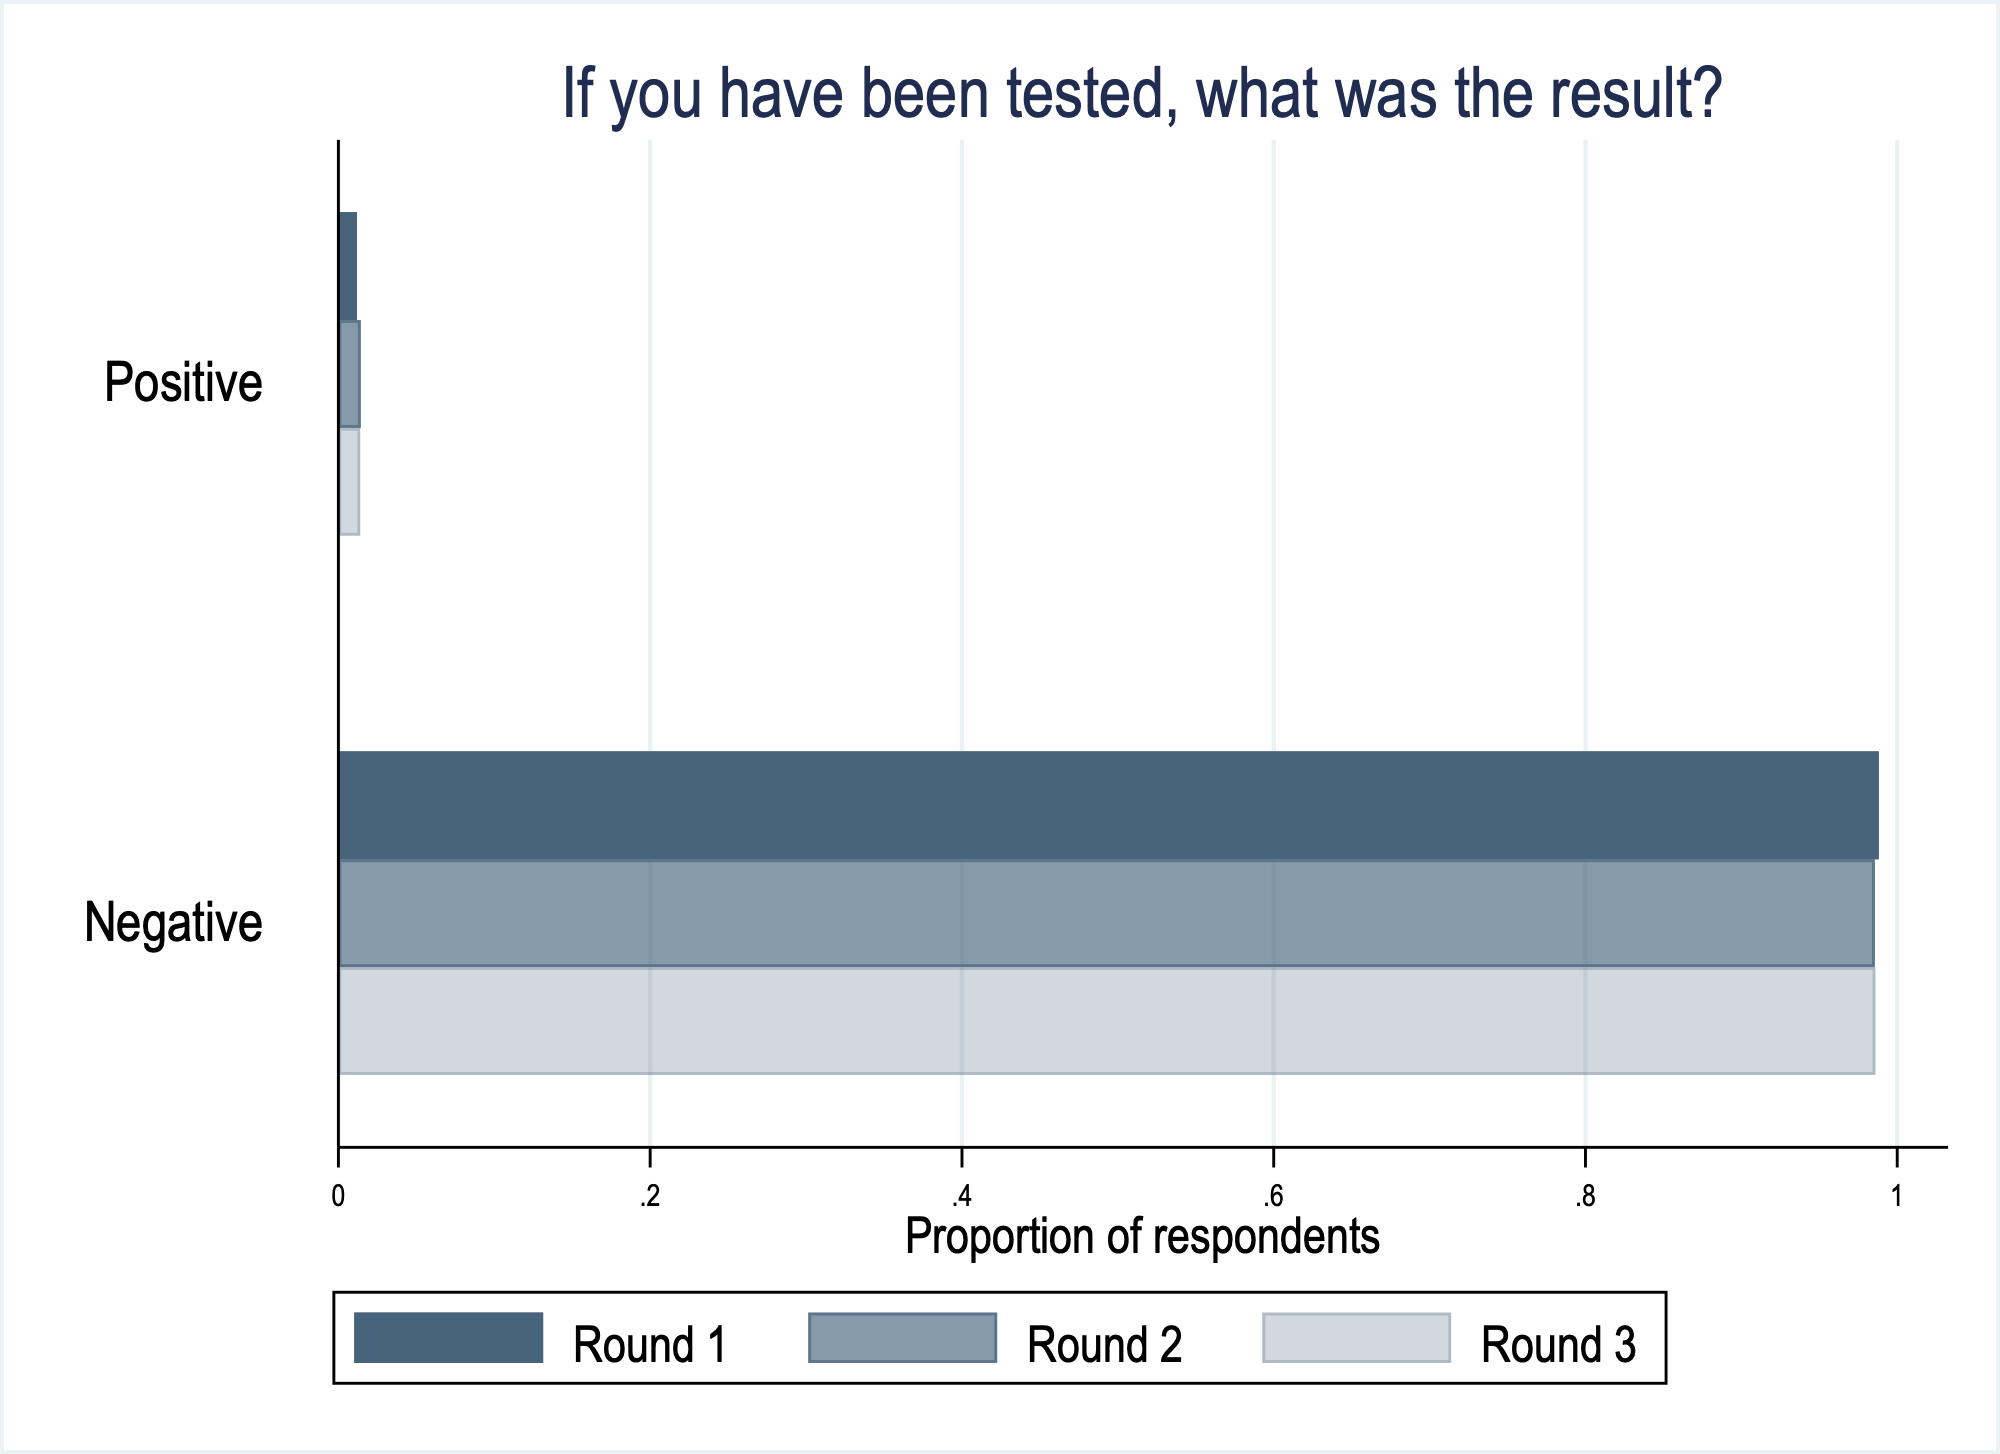 If you have been tested, what was the result?
Positive
Negative
0 .2 .4 .6 .8 1
Proportion of respondents
Round 1 Round 2 Round 3